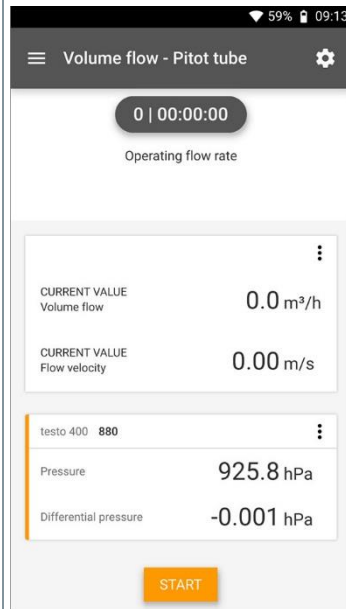 59% 09:13
Volume flow - Pitot tube
0 | 00:00:00
Operating flow rate
CURRENT VALUE
Volume flow
0.0 m³/h
CURRENT VALUE
Flow velocity
0.00 m/s
testo 400 880
Pressure
925.8 hPa
Differential pressure
-0.001 hPa
START